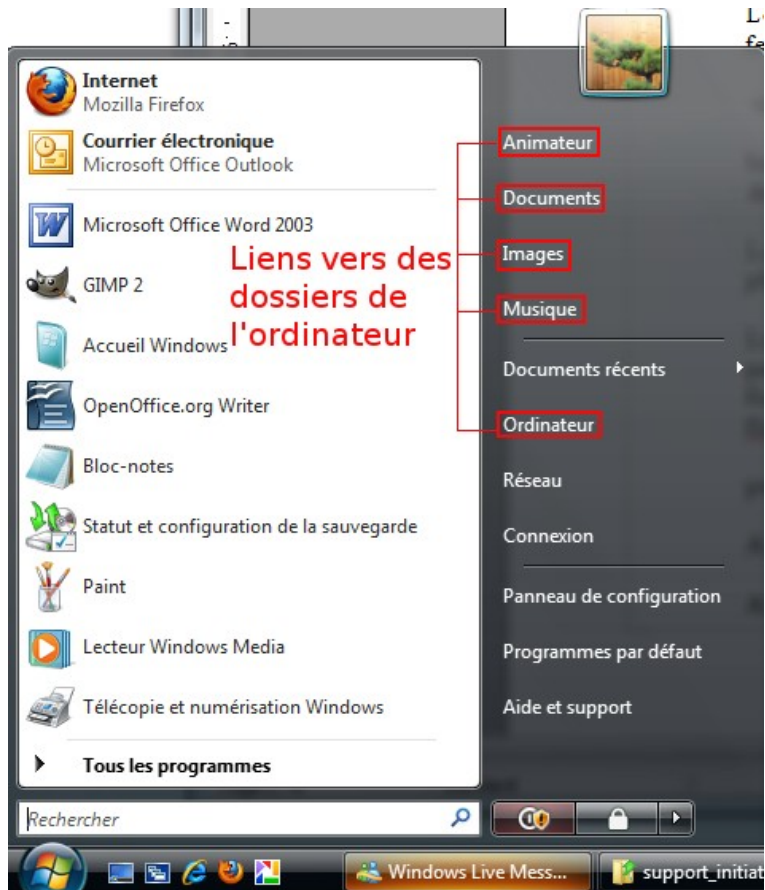 Internet
Mozilla Firefox
Courrier électronique
Microsoft Office Outlook
Microsoft Office Word 2003
GIMP 2
Accueil Windows
OpenOffice.org Writer
Bloc-notes
Statut et configuration de la sauvegarde
Paint
Lecteur Windows Media
Télécopie et numérisation Windows
Tous les programmes
Rechercher
Liens vers des
dossiers de
l'ordinateur
Animateur
Documents
Images
Musique
Documents récents
Ordinateur
Réseau
Connexion
Panneau de configuration
Programmes par défaut
Aide et support
Windows Live Mess...
support_initiat